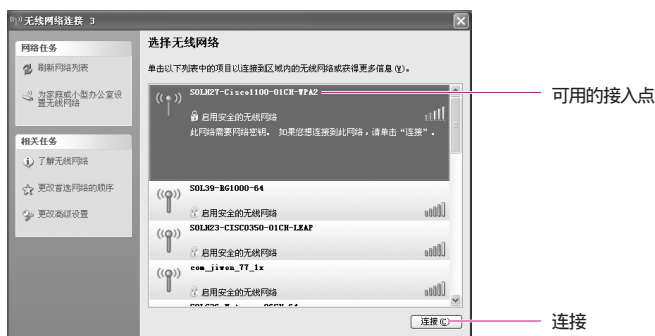 无线网络连接 3
网络任务
刷新网络列表
为家庭或小型办公室设
置无线网络
相关任务
了解无线网络
更改首选网络的顺序
更改高级设置
选择无线网络
单击以下列表中的项目以连接到区域内的无线网络或获得更多信息(W)。
SOLH27-Cisco1100-01CH-WPA2
启用安全的无线网络
此网络需要网络密钥。 如果您想连接到此网络，请单击“连接”。
SOL39-BG1000-64
启用安全的无线网络
SOLH23-CISCO350-01CH-LEAP
启用安全的无线网络
com_jiwon_77_1x
启用安全的无线网络
连接(C)
可用的接入点
连接